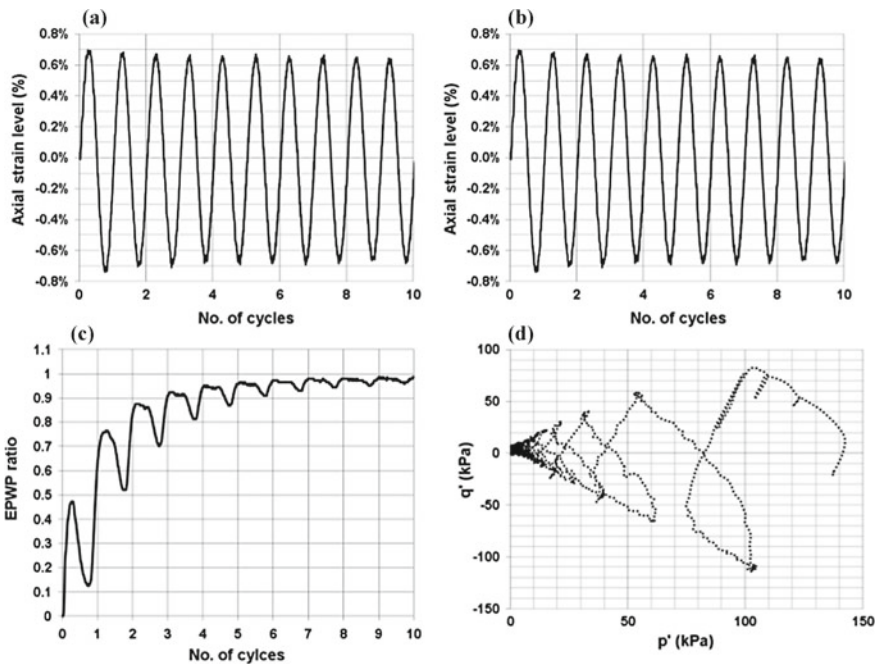 (a)
Axial strain level (%)
0.8%
0.6%
0.4%
0.2%
0.0%
-0.2%
-0.4%
-0.6%
-0.8%
0 2 4 6 8 10
No. of cycles
(b)
Axial strain level (%)
0.8%
0.6%
0.4%
0.2%
0.0%
-0.2%
-0.4%
-0.6%
-0.8%
0 2 4 6 8 10
No. of cycles
(c)
EPWP ratio
1.1
1
0.9
0.8
0.7
0.6
0.5
0.4
0.3
0.2
0.1
0
0 1 2 3 4 5 6 7 8 9 10
No. of cylces
(d)
q' (kPa)
100
50
0
-50
-100
-150
0 50 100 150
p' (kPa)